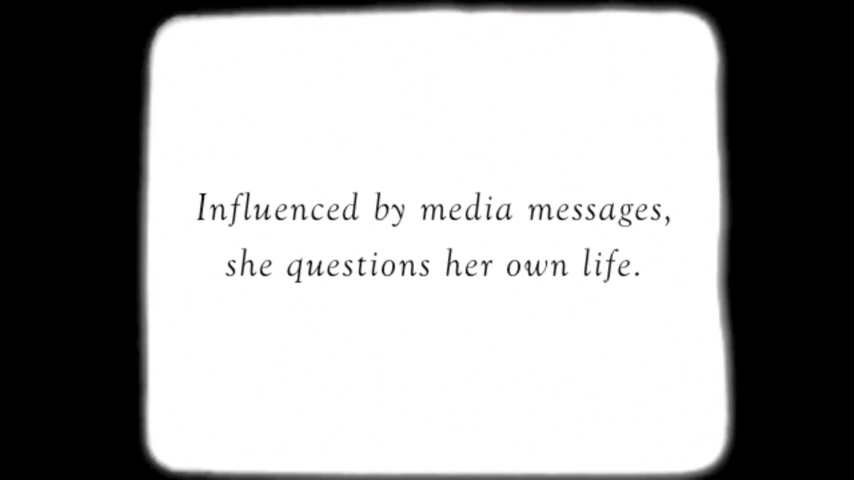 Influenced by media messages,
she questions her own life.